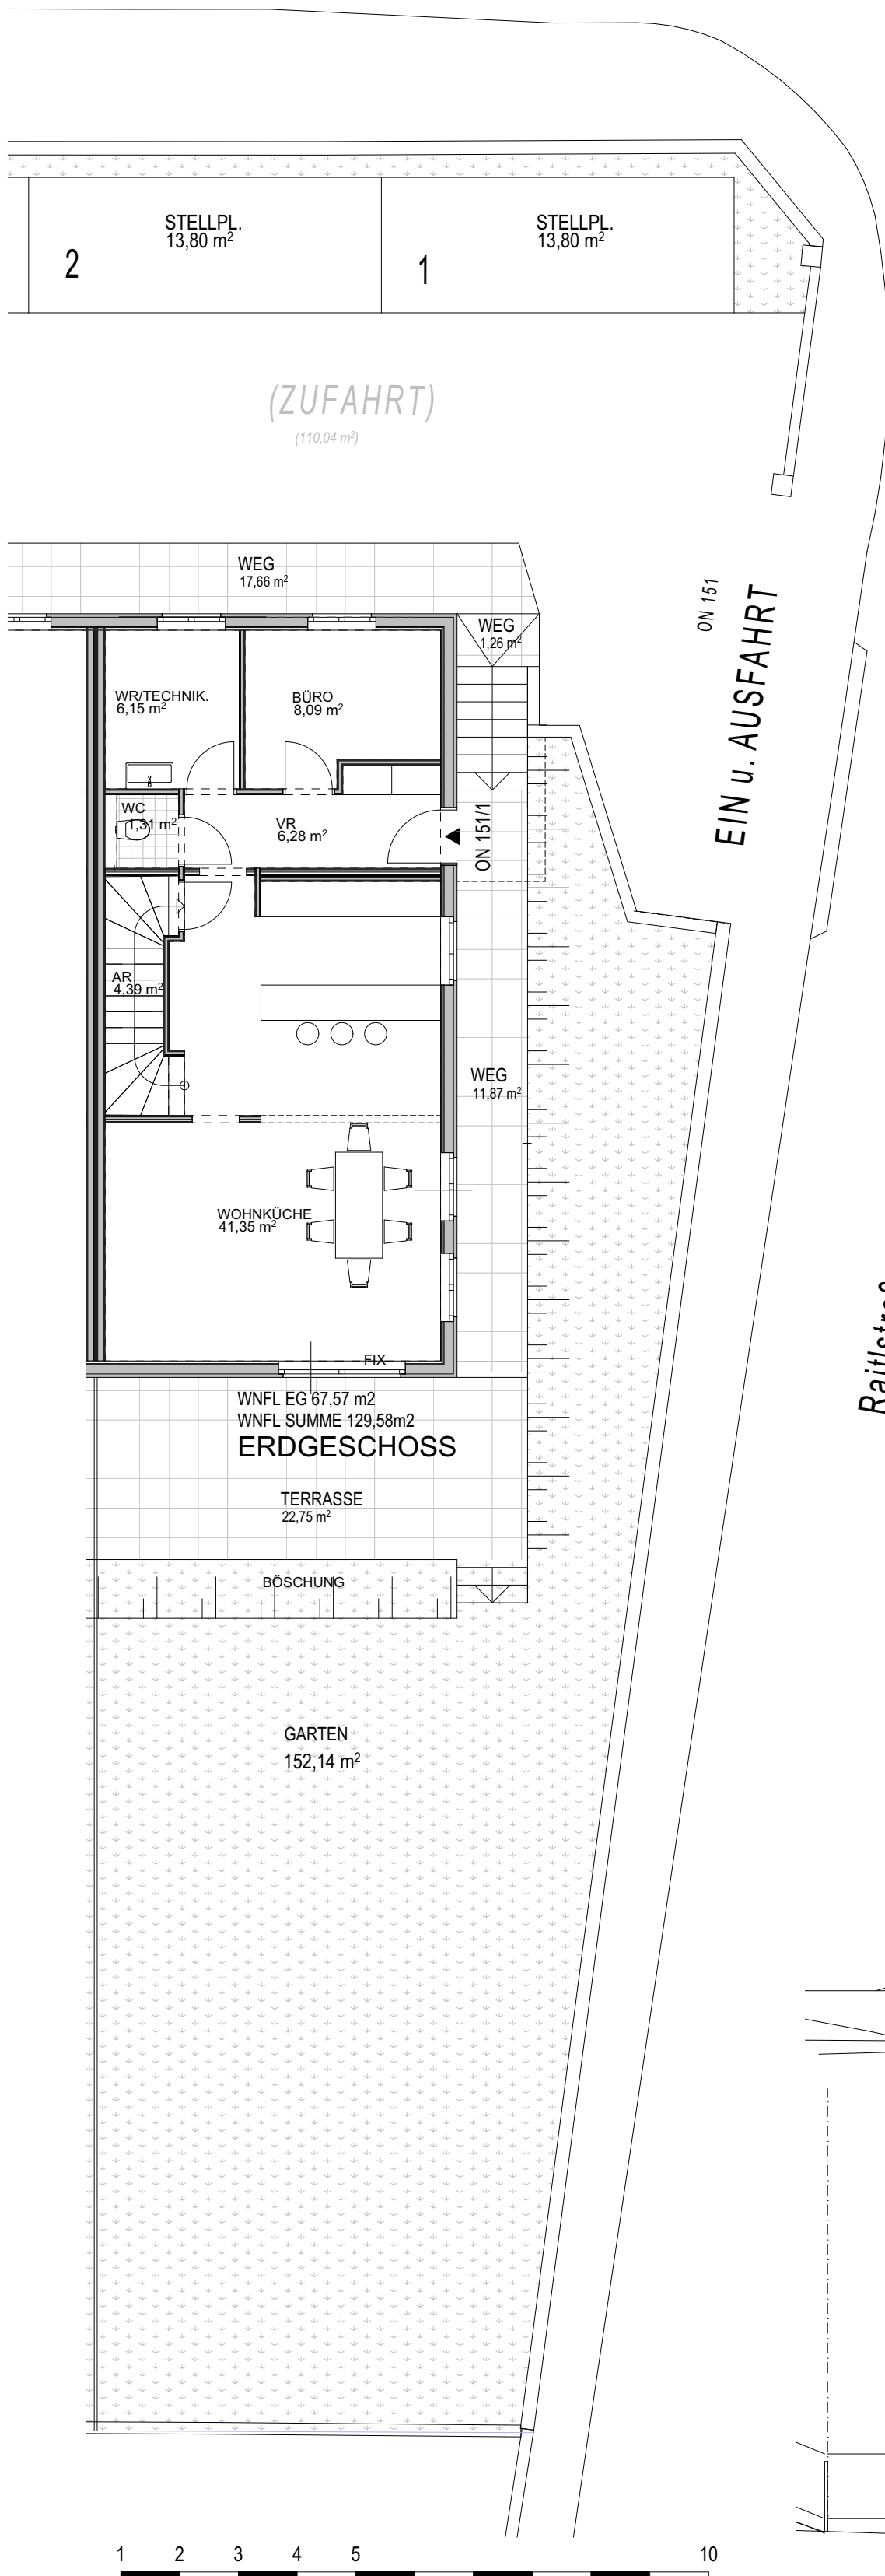 STELLPL.
13,80 m²
2
STELLPL.
13,80 m²
1
(ZUFAHRT)
(110,04 m²)
WEG
17,66 m²
ON 151
EIN u. AUSFAHRT
WEG
1,26 m²
WR/TECHNIK.
6,15 m²
BÜRO
8,09 m²
WC
1,31 m²
VR
6,28 m²
ON 151/1
AR
4,39 m²
WEG
11,87 m²
WOHNKÜCHE
41,35 m²
FIX
WNFL EG 67,57 m2
WNFL SUMME 129,58m2
ERDGESCHOSS
TERRASSE
22,75 m²
BÖSCHUNG
GARTEN
152,14 m²
1 2 3 4 5 10